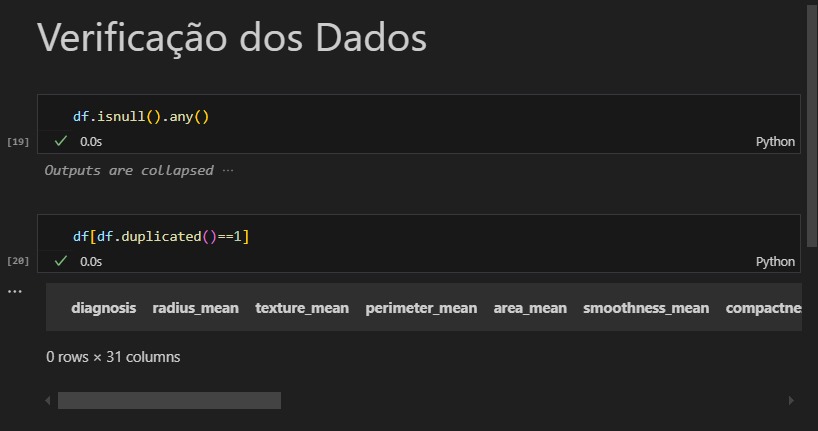 Verificação dos Dados
df.isnull().any()
[19] 0.0s Python
Outputs are collapsed ...
df[df.duplicated()==1]
[20] 0.0s Python
...
diagnosis radius_mean texture_mean perimeter_mean area_mean smoothness_mean compactne
0 rows × 31 columns